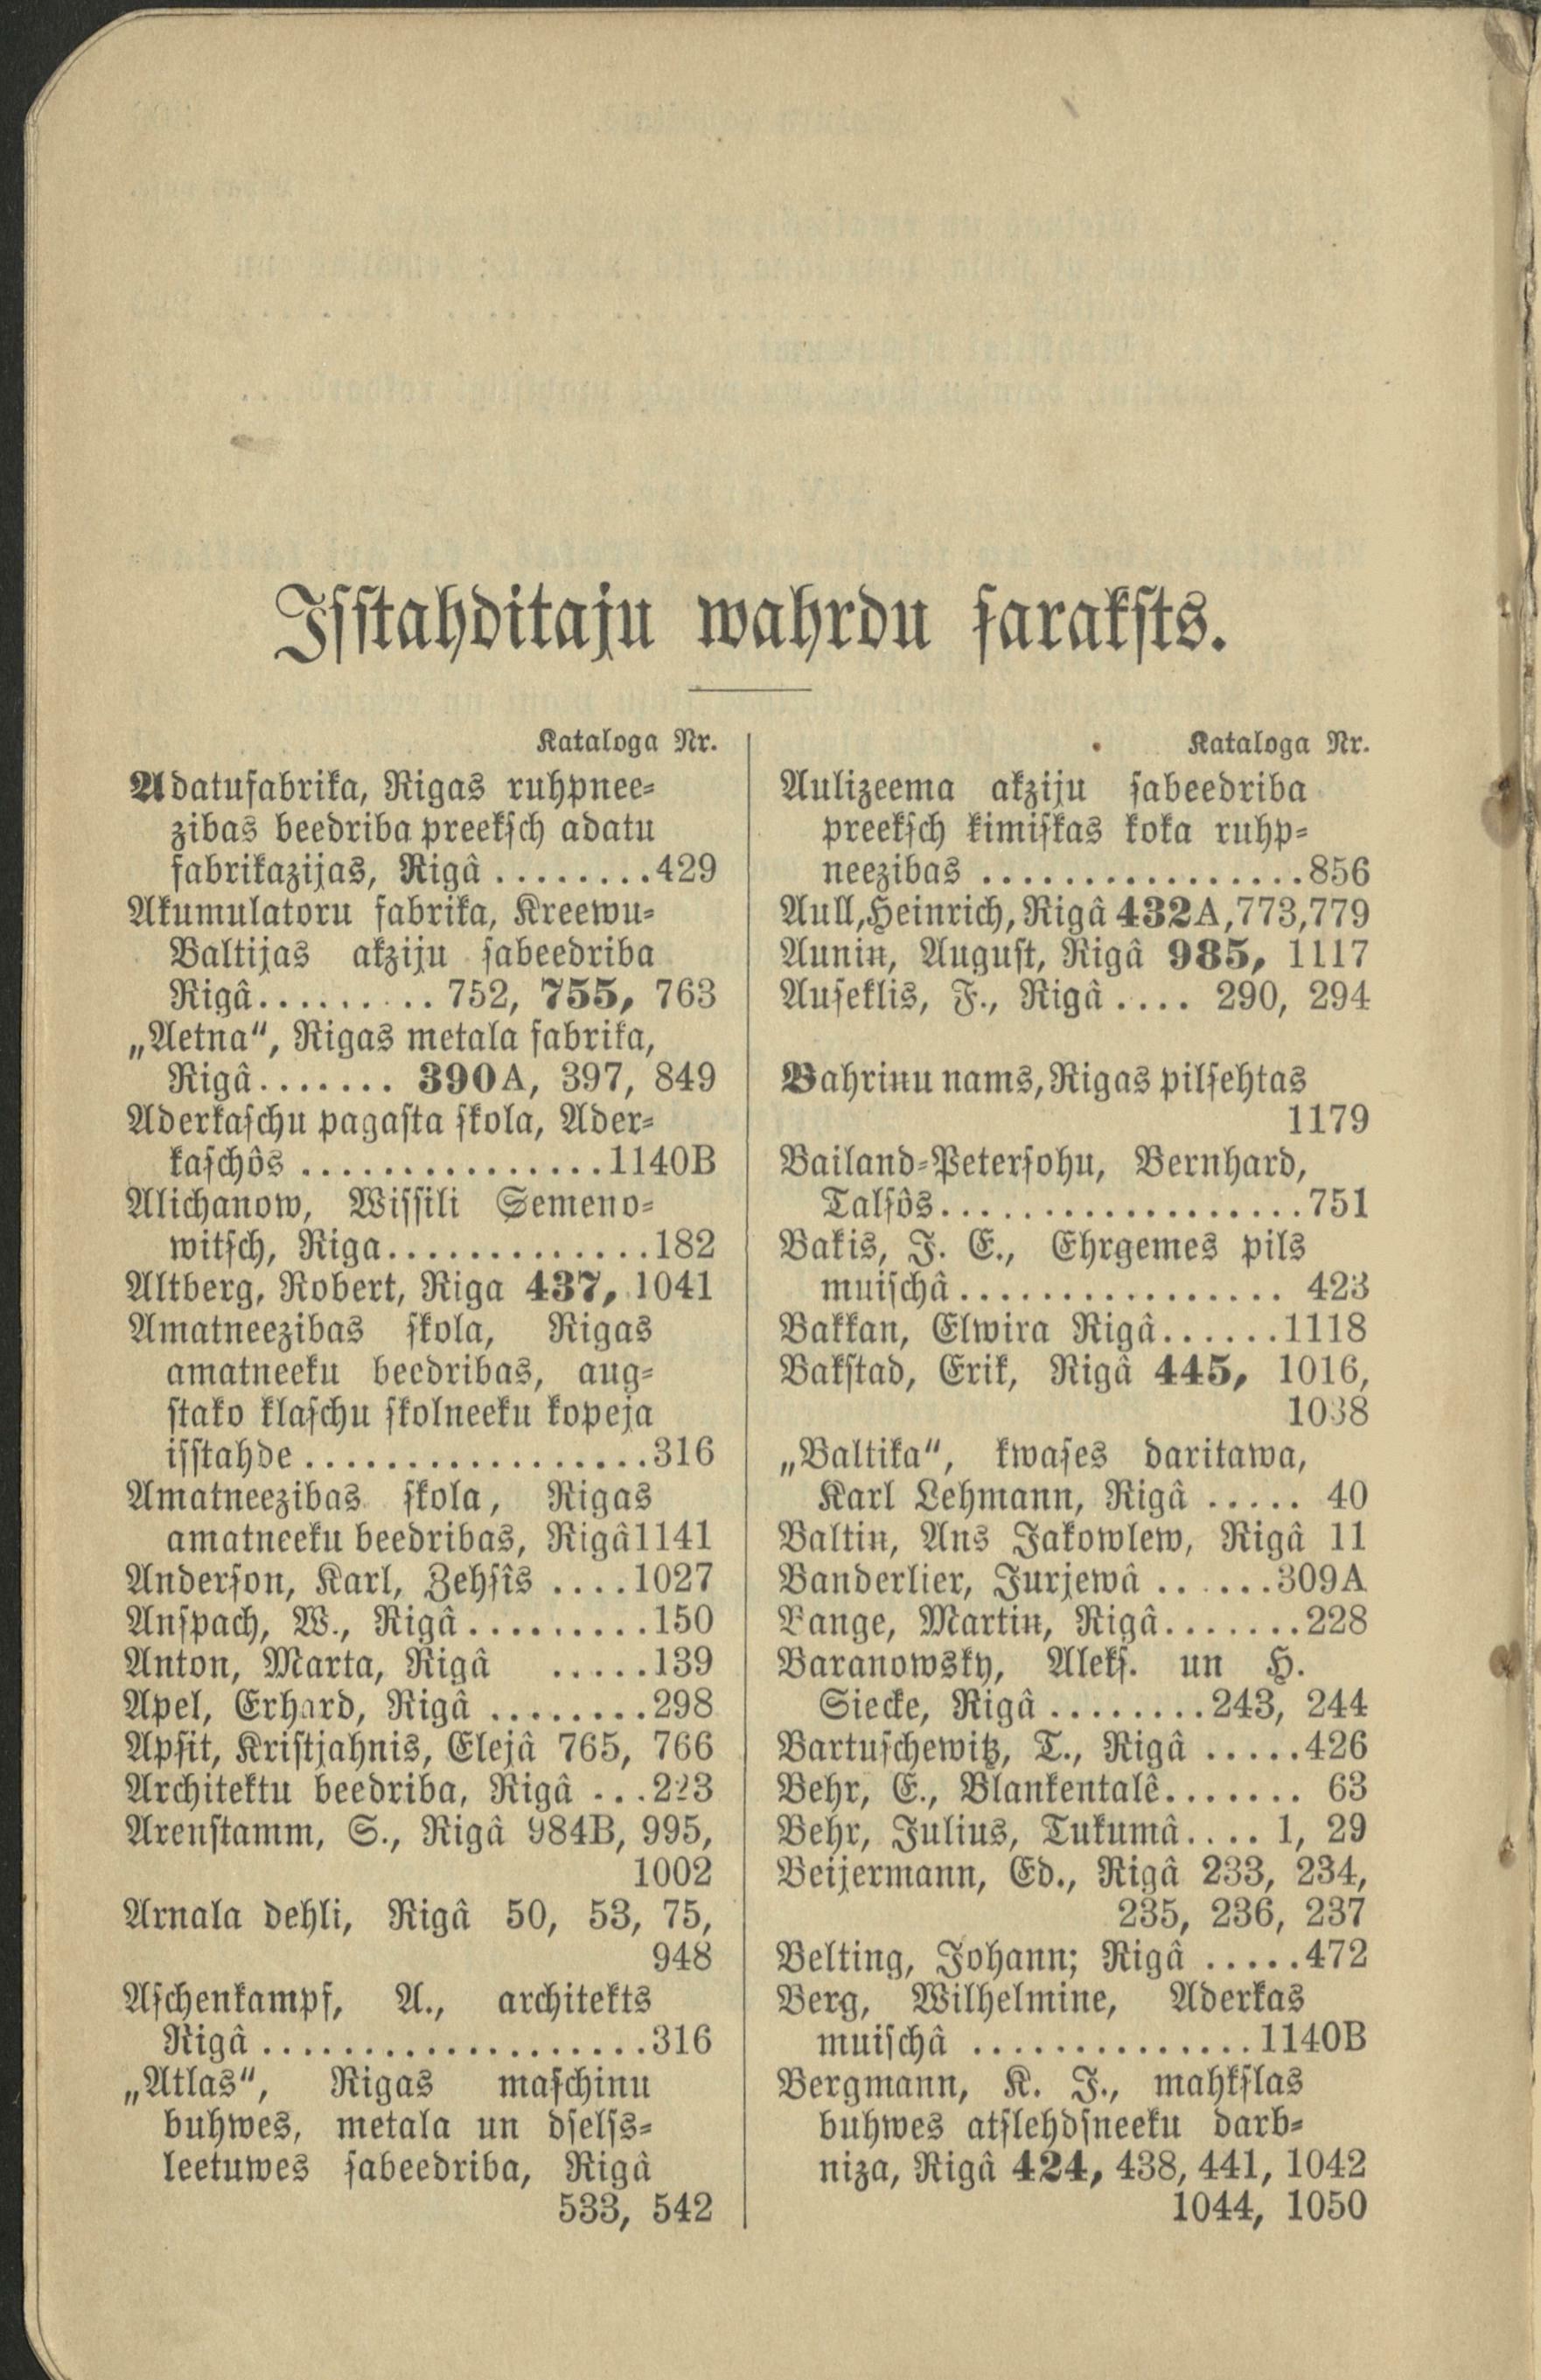 Isstahditaju wahrdu saraksts.
Kataloga Nr.
Adatufabrika, Rigas ruhpnee-
zibas beedriba preeksch adatu
fabrikazijas, Rigâ ........429
Akumulatoru fabrika, Kreewu-
Baltijas akziju sabeedriba
Rigâ......... 752, 755, 763
„Aetna“, Rigas metala fabrika,
Rigâ....... 390A, 397, 849
Aderkaschu pagasta skola, Ader-
kaschôs ...............1140B
Alichanow, Wissili Semeno-
witsch, Riga.............182
Altberg, Robert, Riga 437, 1041
Amatneezibas skola, Rigas
amatneeku beedribas, aug-
stako klaschu skolneeku kopeja
isstahde .................316
Amatneezibas skola, Rigas
amatneeku beedribas, Rigâ1141
Anderson, Karl, Zehsîs ....1027
Anspach, W., Rigâ.........150
Anton, Marta, Rigâ .....139
Apel, Erhard, Rigâ ........298
Apsit, Kristjahnis, Elejâ 765, 766
Architektu beedriba, Rigâ ...223
Arenstamm, S., Rigâ 984B, 995,
1002
Arnala dehli, Rigâ 50, 53, 75,
948
Aschenkampf, A., architekts
Rigâ ...................316
„Atlas“, Rigas maschinu
buhwes, metala un dselss-
leetuwes sabeedriba, Rigâ
533, 542
Kataloga Nr.
Aulizeema akziju sabeedriba
preeksch kimiskas koka ruhp-
neezibas ................856
Aull, Heinrich, Rigâ 432A, 773, 779
Aunin, August, Rigâ 985, 1117
Auseklis, F., Rigâ .... 290, 294
Bahrinu nams, Rigas pilsehtas
1179
Bailand-Petersohu, Bernhard,
Talsôs..................751
Bakis, J. E., Ehrgemes pils
muischâ................ 423
Bakkan, Elwira Rigâ......1118
Bakstad, Erik, Rigâ 445, 1016,
1038
„Baltika“, kwases daritawa,
Karl Lehmann, Rigâ ..... 40
Baltin, Ans Jakowlew, Rigâ 11
Banderlier, Jurjewâ ......309A
Bange, Martin, Rigâ.......228
Baranowsky, Aleks. un H.
Siecke, Rigâ ........243, 244
Bartuschewitz, T., Rigâ .....426
Behr, E., Blankentalê....... 63
Behr, Julius, Tukumâ.... 1, 29
Beijermann, Ed., Rigâ 233, 234,
235, 236, 237
Belting, Johann; Rigâ .....472
Berg, Wilhelmine, Aderkas
muischâ ..............1140B
Bergmann, K. J., mahkslas
buhwes atslehdsneeku darb-
niza, Rigâ 424, 438, 441, 1042
1044, 1050